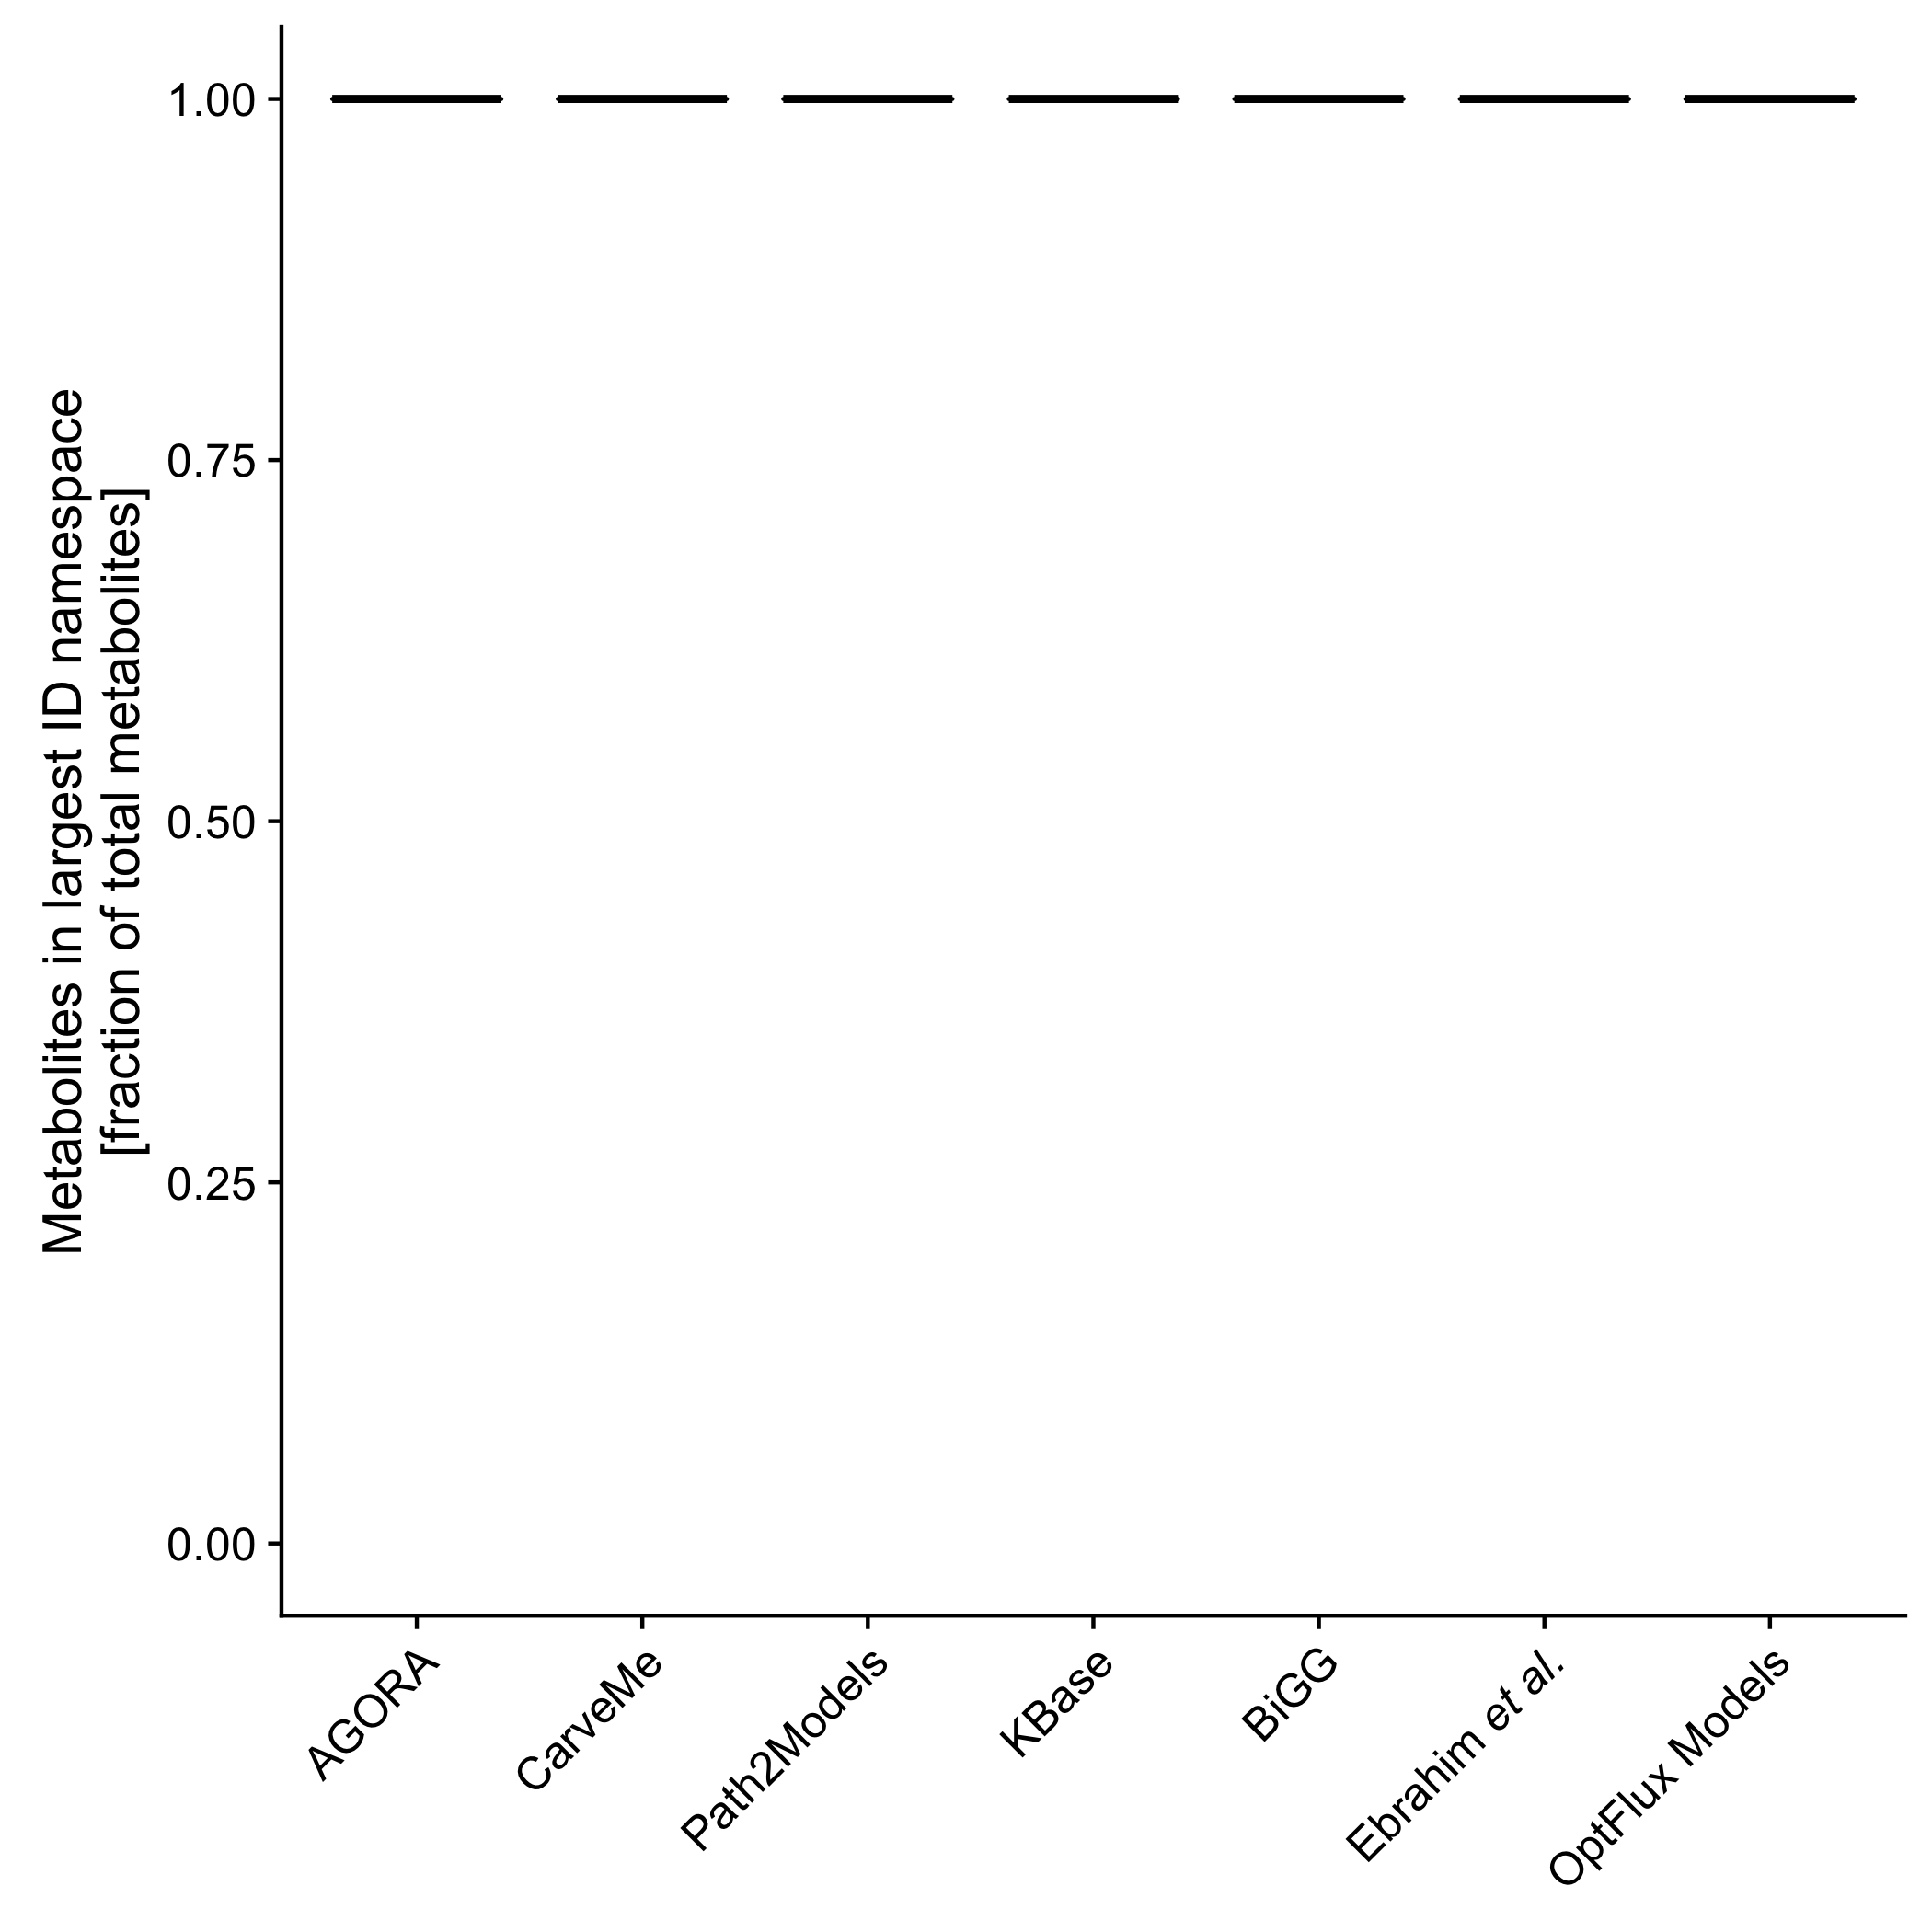 Metabolites in largest ID namespace
[fraction of total metabolites]
1.00
0.75
0.50
0.25
0.00
AGORA
CarveMe
Path2Models
KBase
BiGG
Ebrahim et al.
OptFlux Models